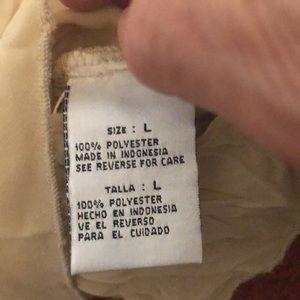 SIZE : L
100% POLYESTER
MADE IN INDONESIA
SEE REVERSE FOR CARE
TALLA : L
100% POLYESTER
HECHO EN INDONESIA
VE EL REVERSO
PARA EL CUIDADO